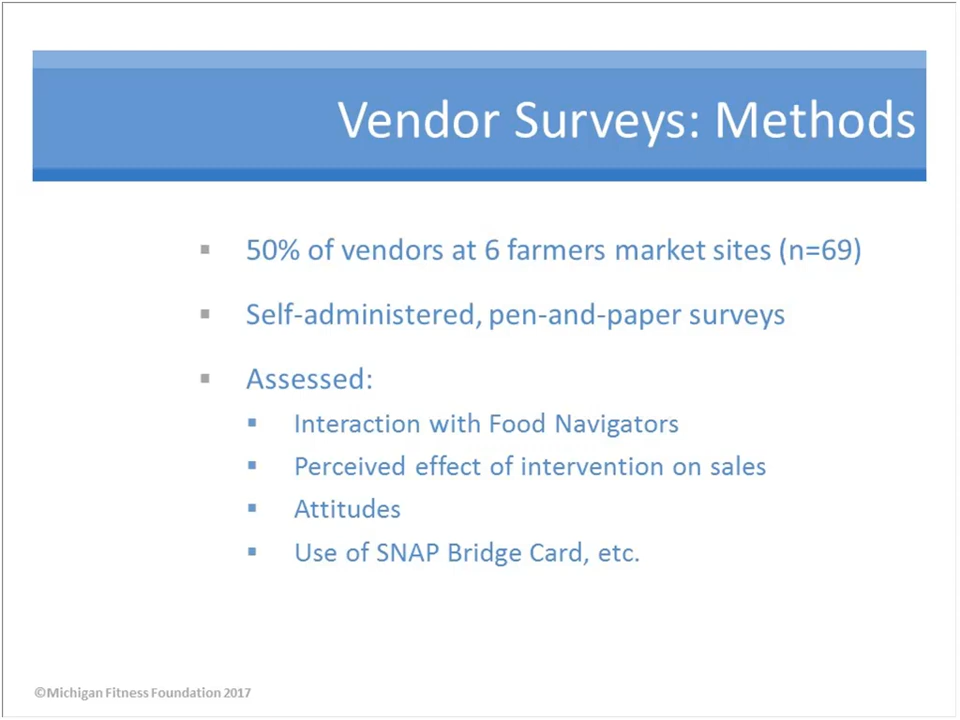 Vendor Surveys: Methods
50% of vendors at 6 farmers market sites (n=69)
Self-administered, pen-and-paper surveys
Assessed:
Interaction with Food Navigators
Perceived effect of intervention on sales
Attitudes
Use of SNAP Bridge Card, etc.
©Michigan Fitness Foundation 2017